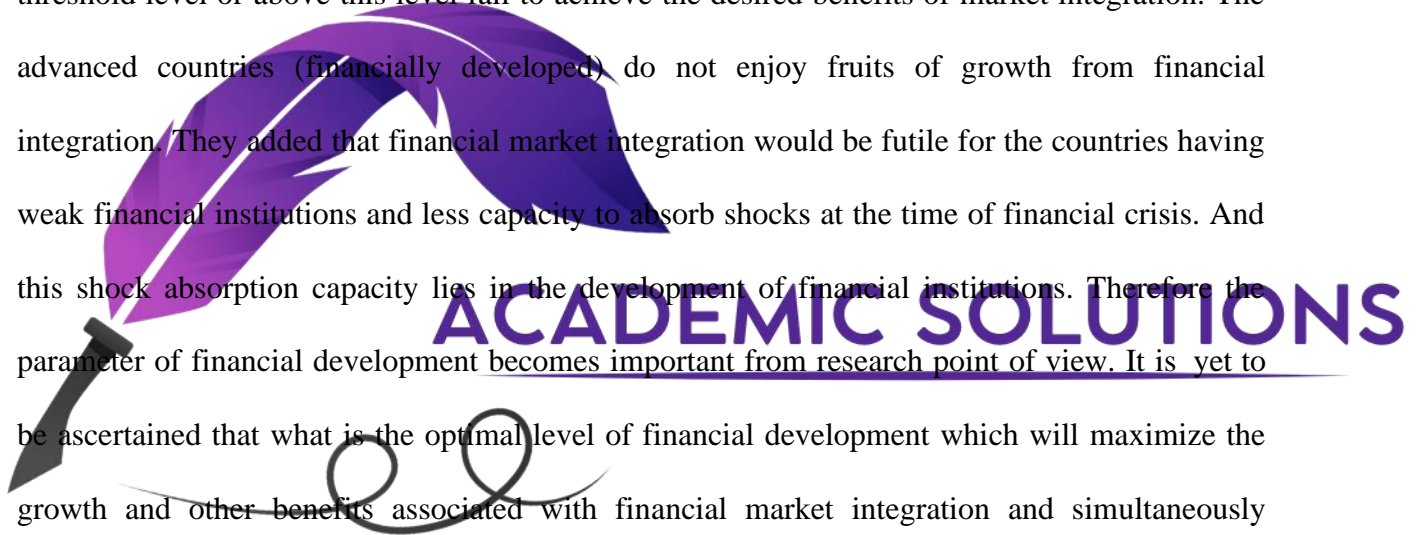 threshold level or above this level fail to achieve the desired benefits of market integration. The
advanced countries (financially developed) do not enjoy fruits of growth from financial
integration. They added that financial market integration would be futile for the countries having
weak financial institutions and less capacity to absorb shocks at the time of financial crisis. And
this shock absorption capacity lies in the development of financial institutions. Therefore the
ACADEMIC SOLUTIONS
parameter of financial development becomes important from research point of view. It is yet to
be ascertained that what is the optimal level of financial development which will maximize the
growth and other benefits associated with financial market integration and simultaneously